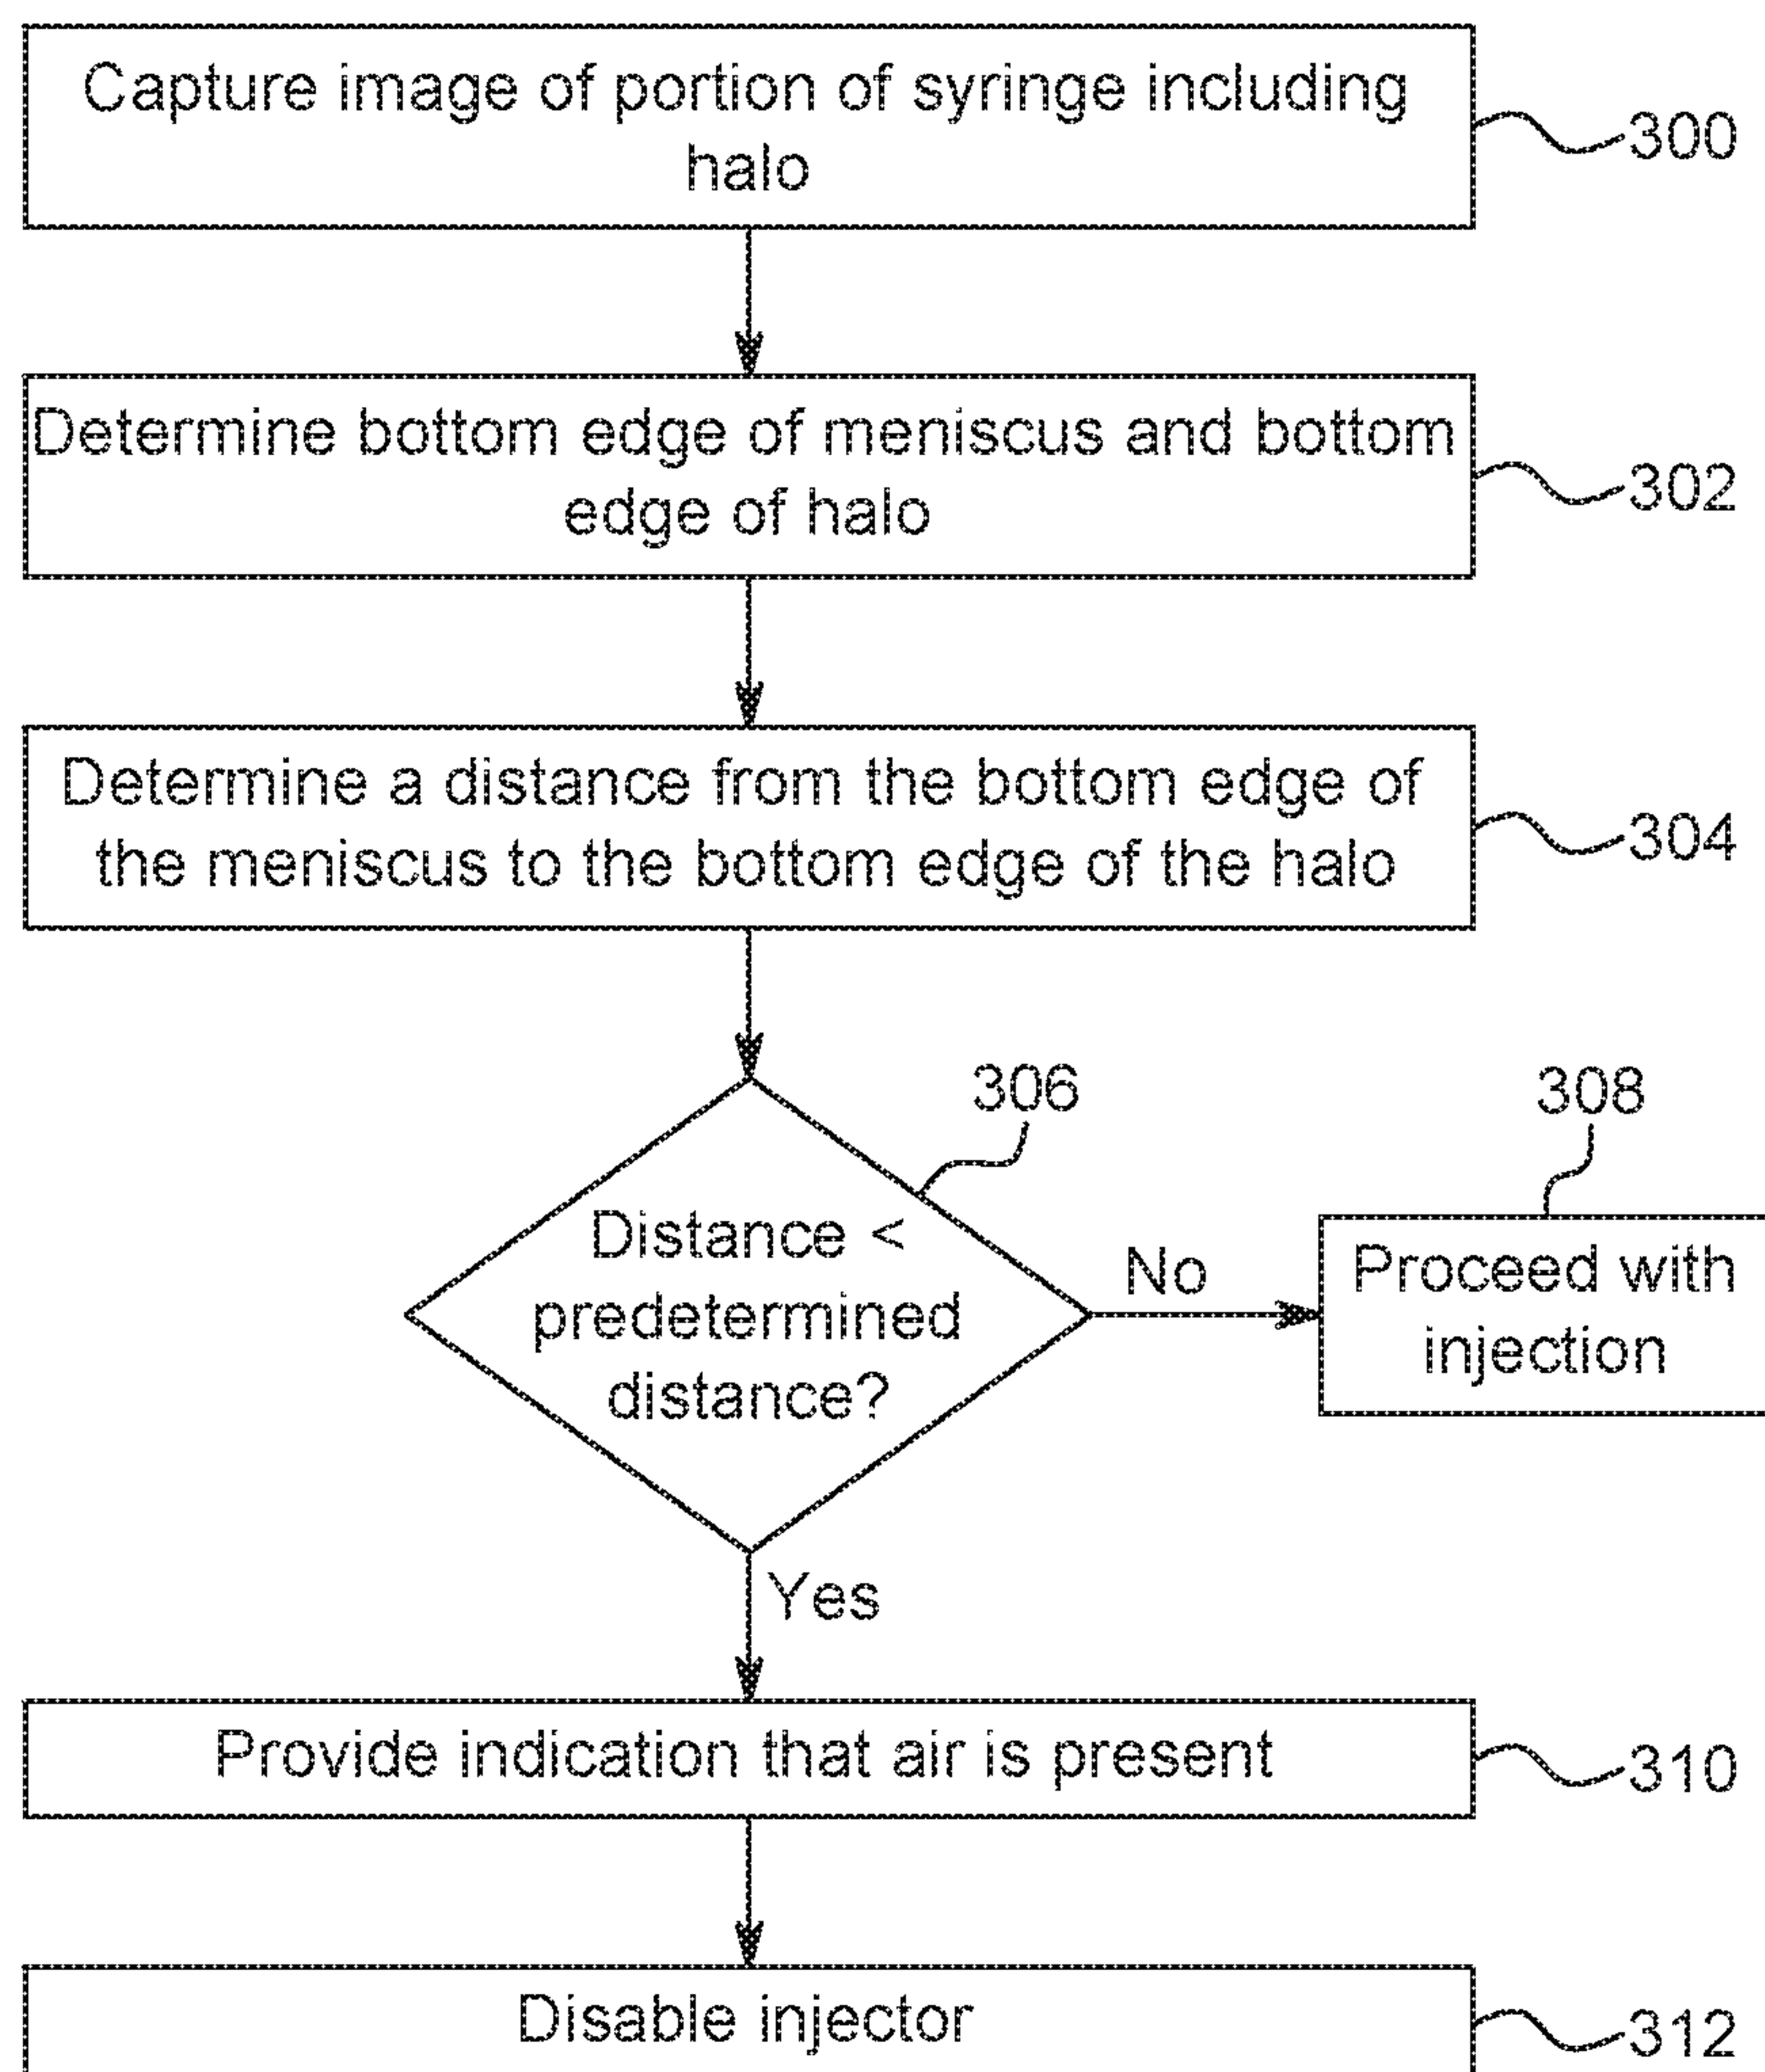 Capture image of portion of syringe including
halo
300
Determine bottom edge of meniscus and bottom
edge of halo
302
Determine a distance from the bottom edge of
the meniscus to the bottom edge of the halo
304
306
308
Distance <
predetermined
distance?
No
Proceed with
injection
Yes
Provide indication that air is present
310
Disable injector
312